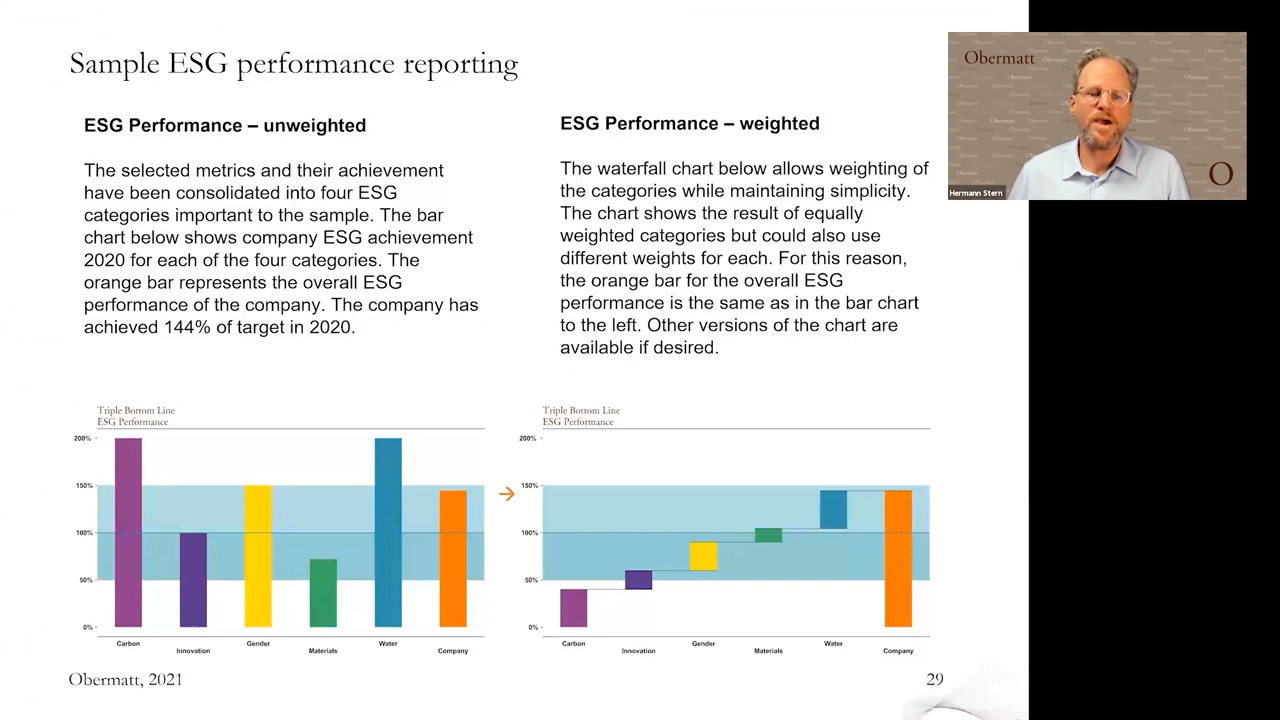 Sample ESG performance reporting
ESG Performance – unweighted
The selected metrics and their achievement
have been consolidated into four ESG
categories important to the sample. The bar
chart below shows company ESG achievement
2020 for each of the four categories. The
orange bar represents the overall ESG
performance of the company. The company has
achieved 144% of target in 2020.
ESG Performance – weighted
The waterfall chart below allows weighting of
the categories while maintaining simplicity.
The chart shows the result of equally
weighted categories but could also use
different weights for each. For this reason,
the orange bar for the overall ESG
performance is the same as in the bar chart
to the left. Other versions of the chart are
available if desired.
Triple Bottom Line
ESG Performance
200%
150%
100%
50%
0%
Carbon
Innovation
Gender
Materials
Water
Company
Triple Bottom Line
ESG Performance
200%
150%
100%
50%
0%
Carbon
Innovation
Gender
Materials
Water
Company
Obermatt, 2021
29
Obermatt
O
Hermann Stern